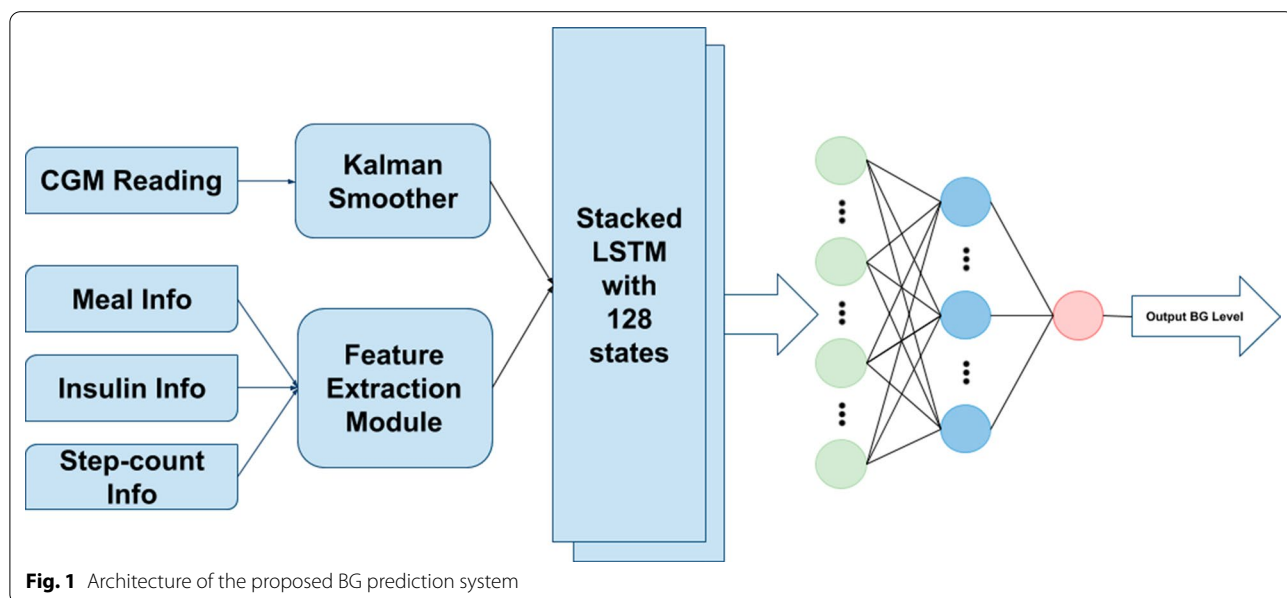 CGM Reading
Kalman
Smoother
Meal Info
Insulin Info
Step-count
Info
Feature
Extraction
Module
Stacked
LSTM
with
128
states
Output BG Level
Fig. 1 Architecture of the proposed BG prediction system